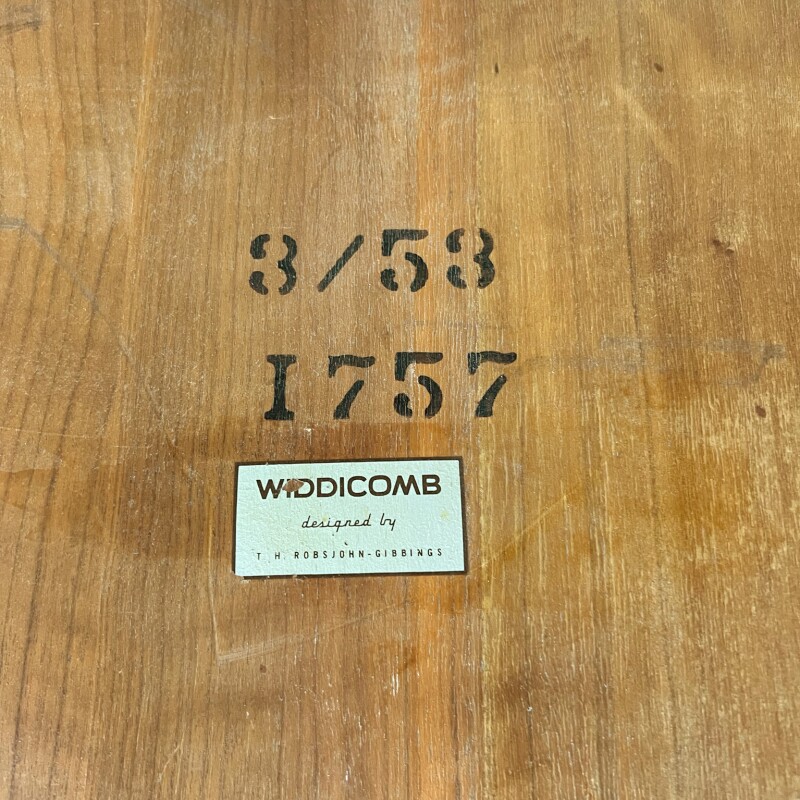 3/53
1757
WIDDICOMB
designed by
T. H. ROBSJOHN-GIBBINGS